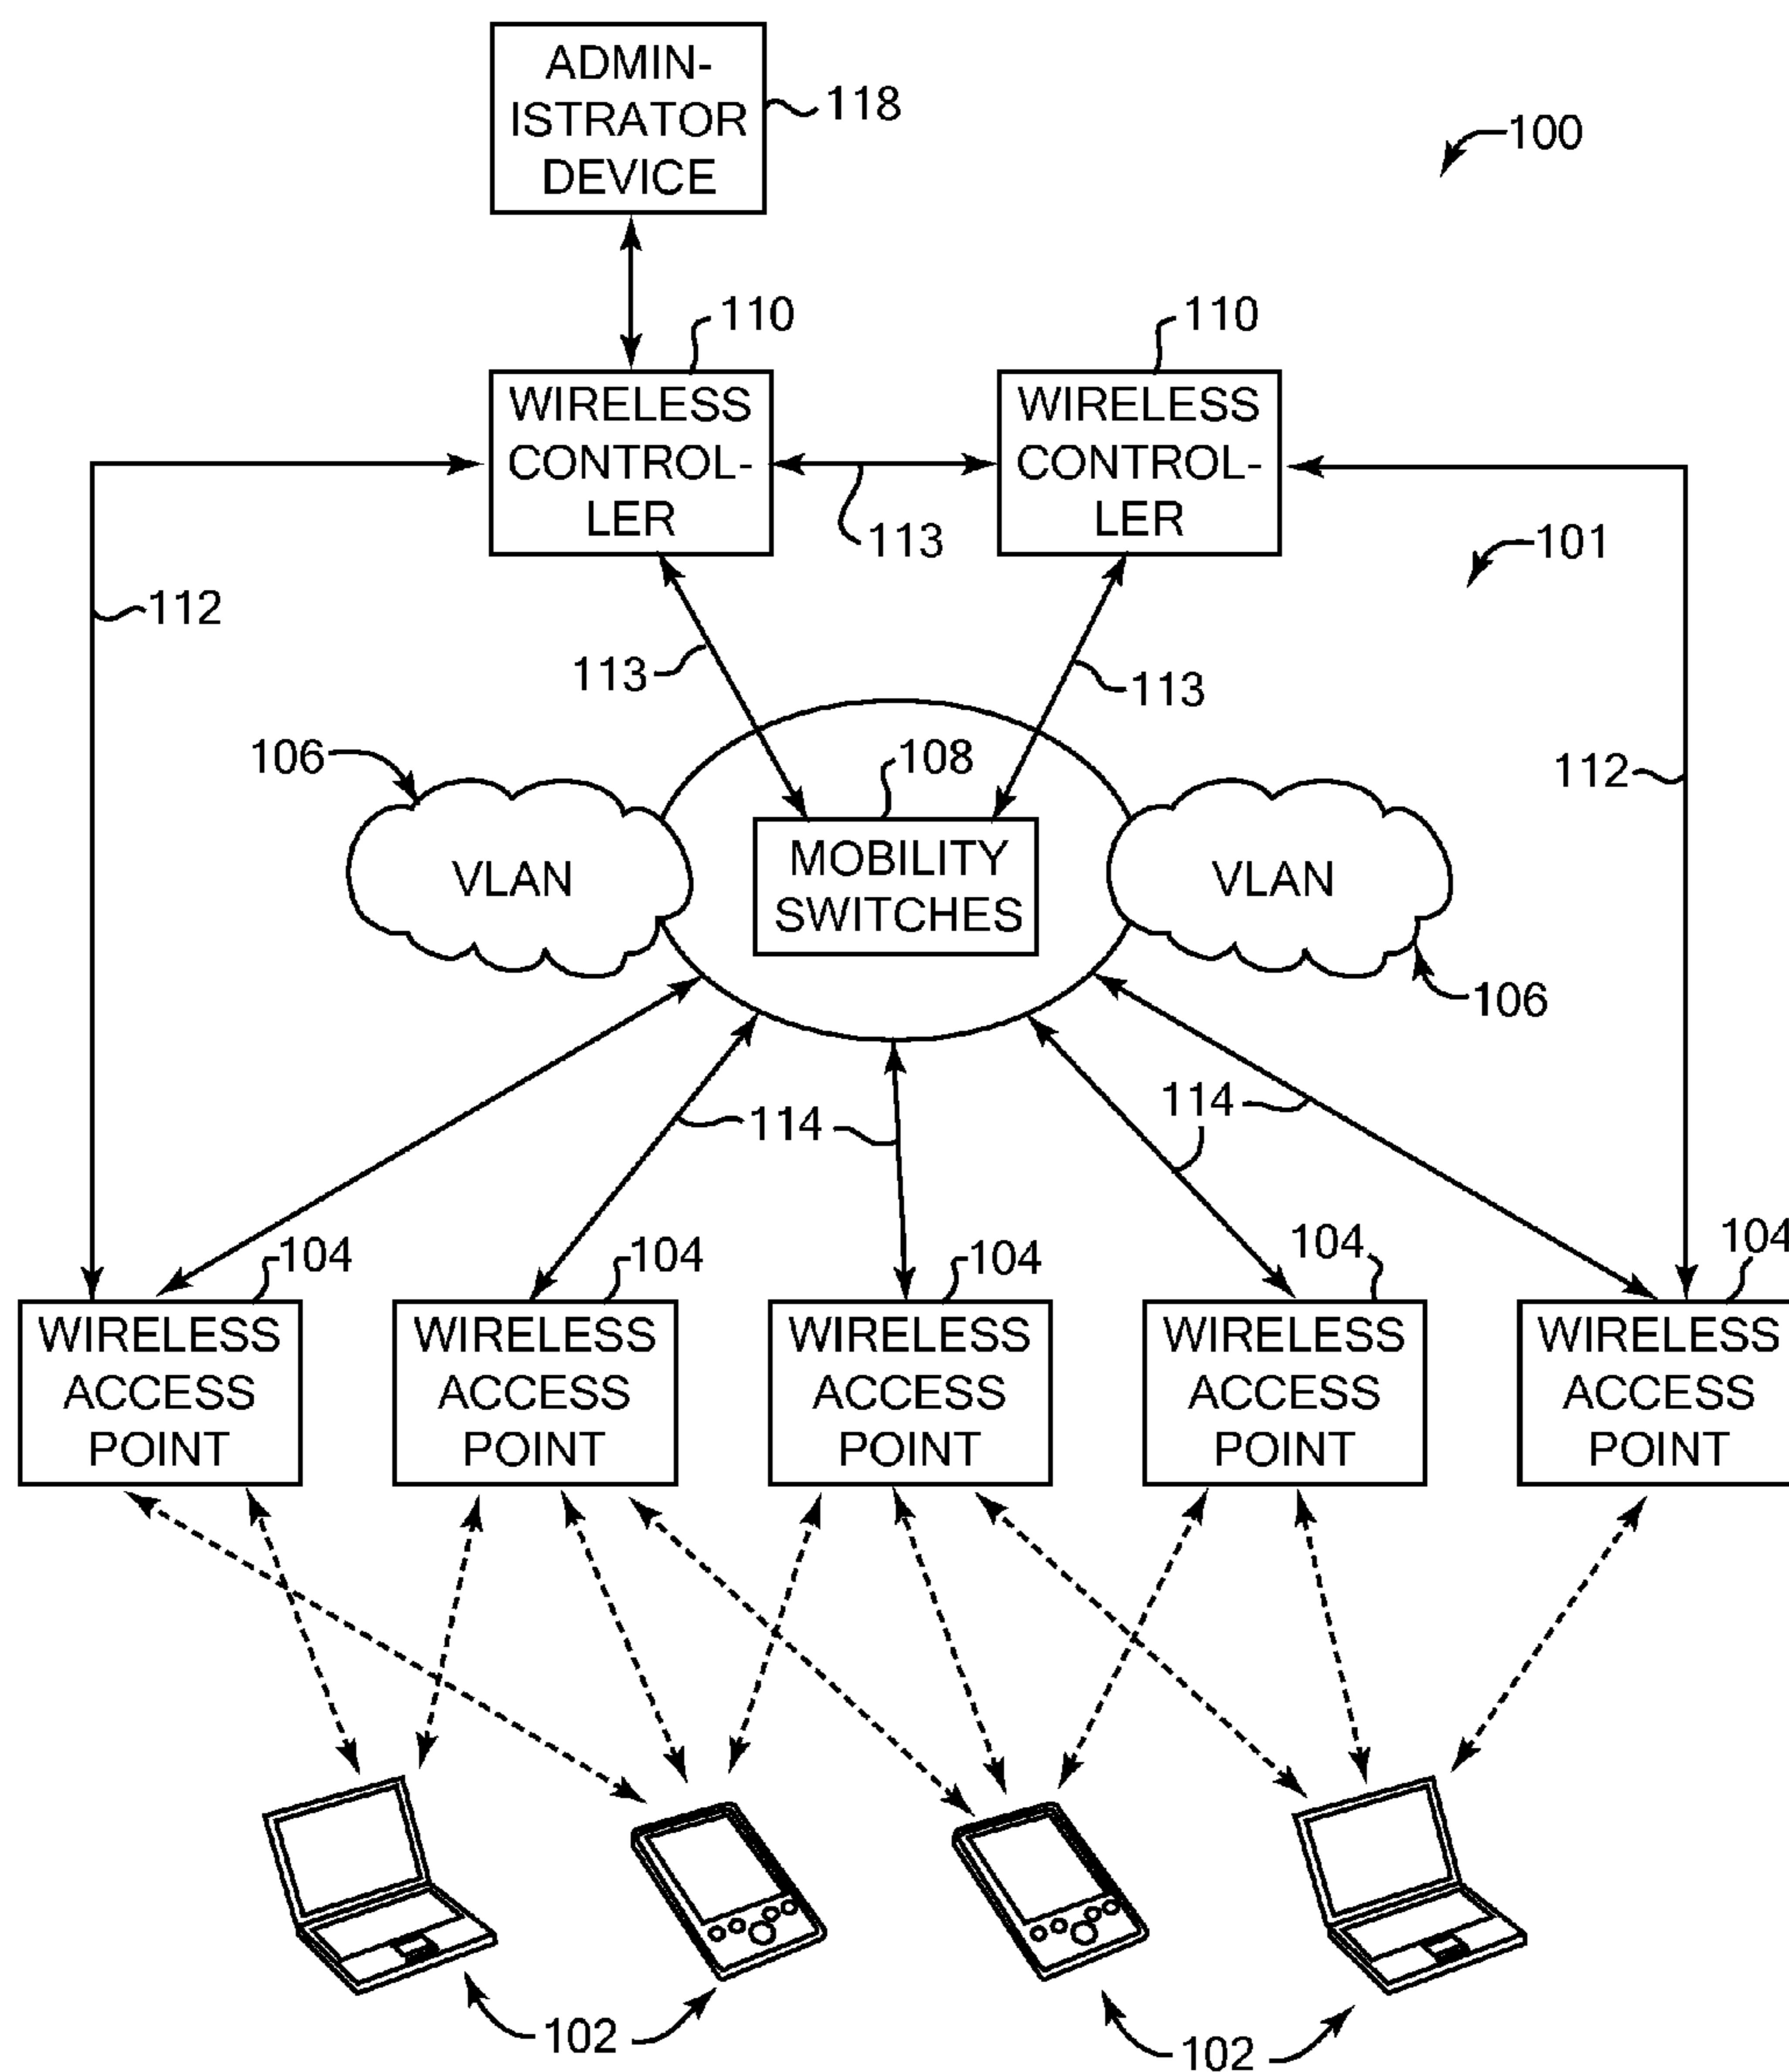 ADMIN-
ISTRATOR
DEVICE
118
100
110
110
WIRELESS
CONTROL-
LER
WIRELESS
CONTROL-
LER
113
101
112
113
113
106
108
112
VLAN
MOBILITY
SWITCHES
VLAN
106
114
114
104
104
104
104
104
WIRELESS
ACCESS
POINT
WIRELESS
ACCESS
POINT
WIRELESS
ACCESS
POINT
WIRELESS
ACCESS
POINT
WIRELESS
ACCESS
POINT
102
102